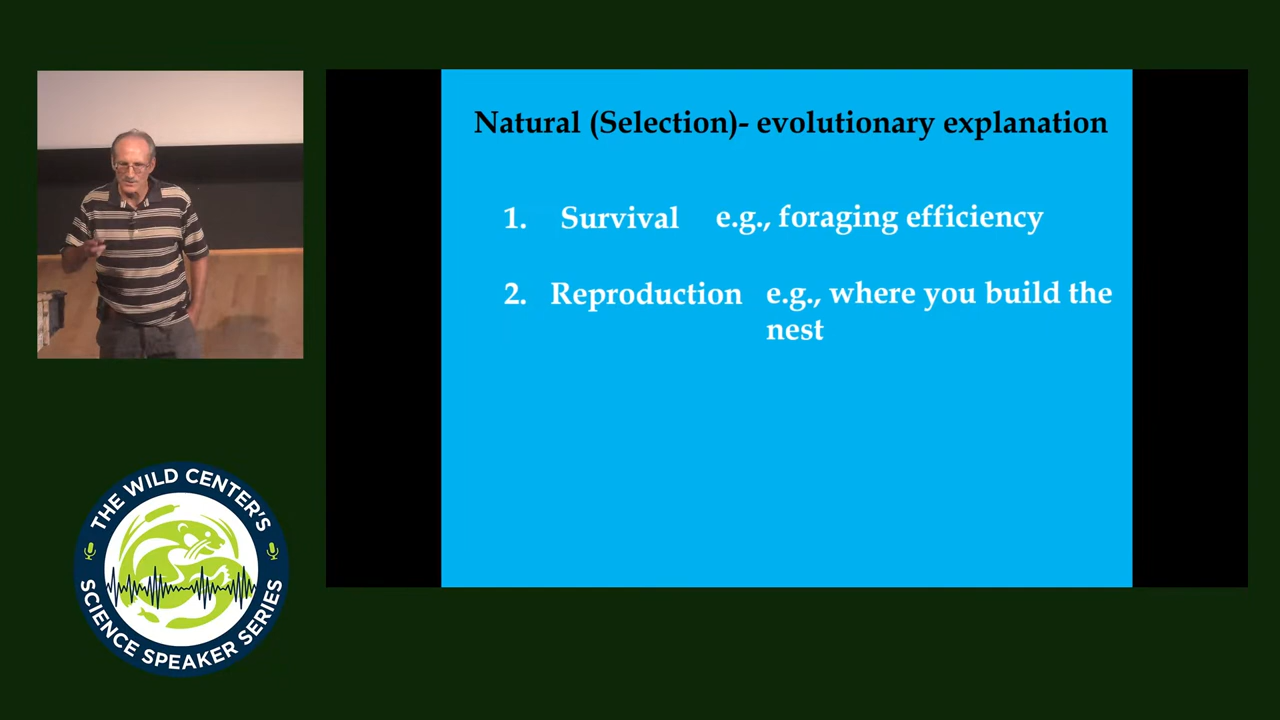 Natural (Selection)- evolutionary explanation
1. Survival e.g., foraging efficiency
2. Reproduction e.g., where you build the
nest
THE WILD CENTER'S
SCIENCE SPEAKER SERIES